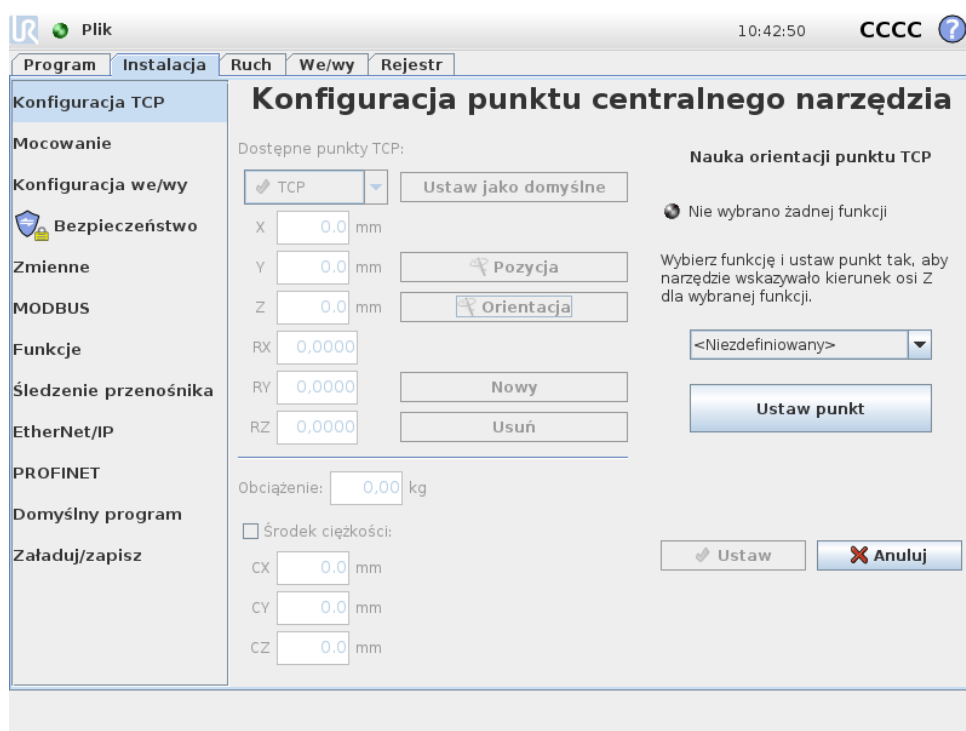 Plik
10:42:50
CCCC
?
Program
Instalacja
Ruch
We/wy
Rejestr
Konfiguracja TCP
Mocowanie
Konfiguracja we/wy
Bezpieczeństwo
Zmienne
MODBUS
Funkcje
Śledzenie przenośnika
EtherNet/IP
PROFINET
Domyślny program
Załaduj/zapisz
Konfiguracja punktu centralnego narzędzia
Dostępne punkty TCP:
TCP
Ustaw jako domyślne
X 0.0 mm
Y 0.0 mm
Pozycja
Z 0.0 mm
Orientacja
RX 0,0000
RY 0,0000
Nowy
RZ 0,0000
Usuń
Obciążenie: 0,00 kg
Środek ciężkości:
CX 0.0 mm
CY 0.0 mm
CZ 0.0 mm
Nauka orientacji punktu TCP
Nie wybrano żadnej funkcji
Wybierz funkcję i ustaw punkt tak, aby
narzędzie wskazywało kierunek osi Z
dla wybranej funkcji.
<Niezdefiniowany>
Ustaw punkt
Ustaw
Anuluj